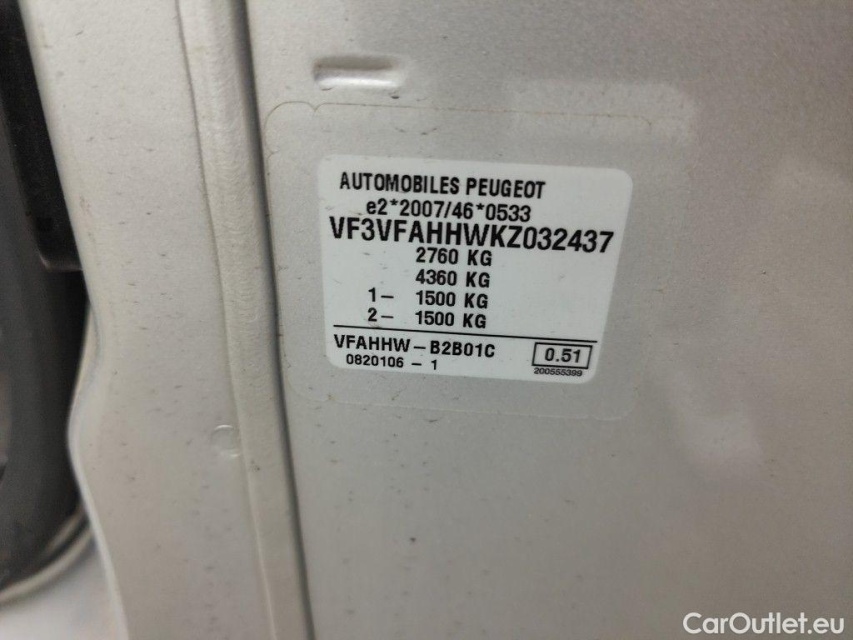 AUTOMOBILES PEUGEOT
e2*2007/46*0533
VF3VFAHHWKZ032437
2760 KG
4360 KG
1- 1500 KG
2- 1500 KG
VFAHHW-B2B01C
0820106 - 1
0.51
200555399
CarOutlet.eu